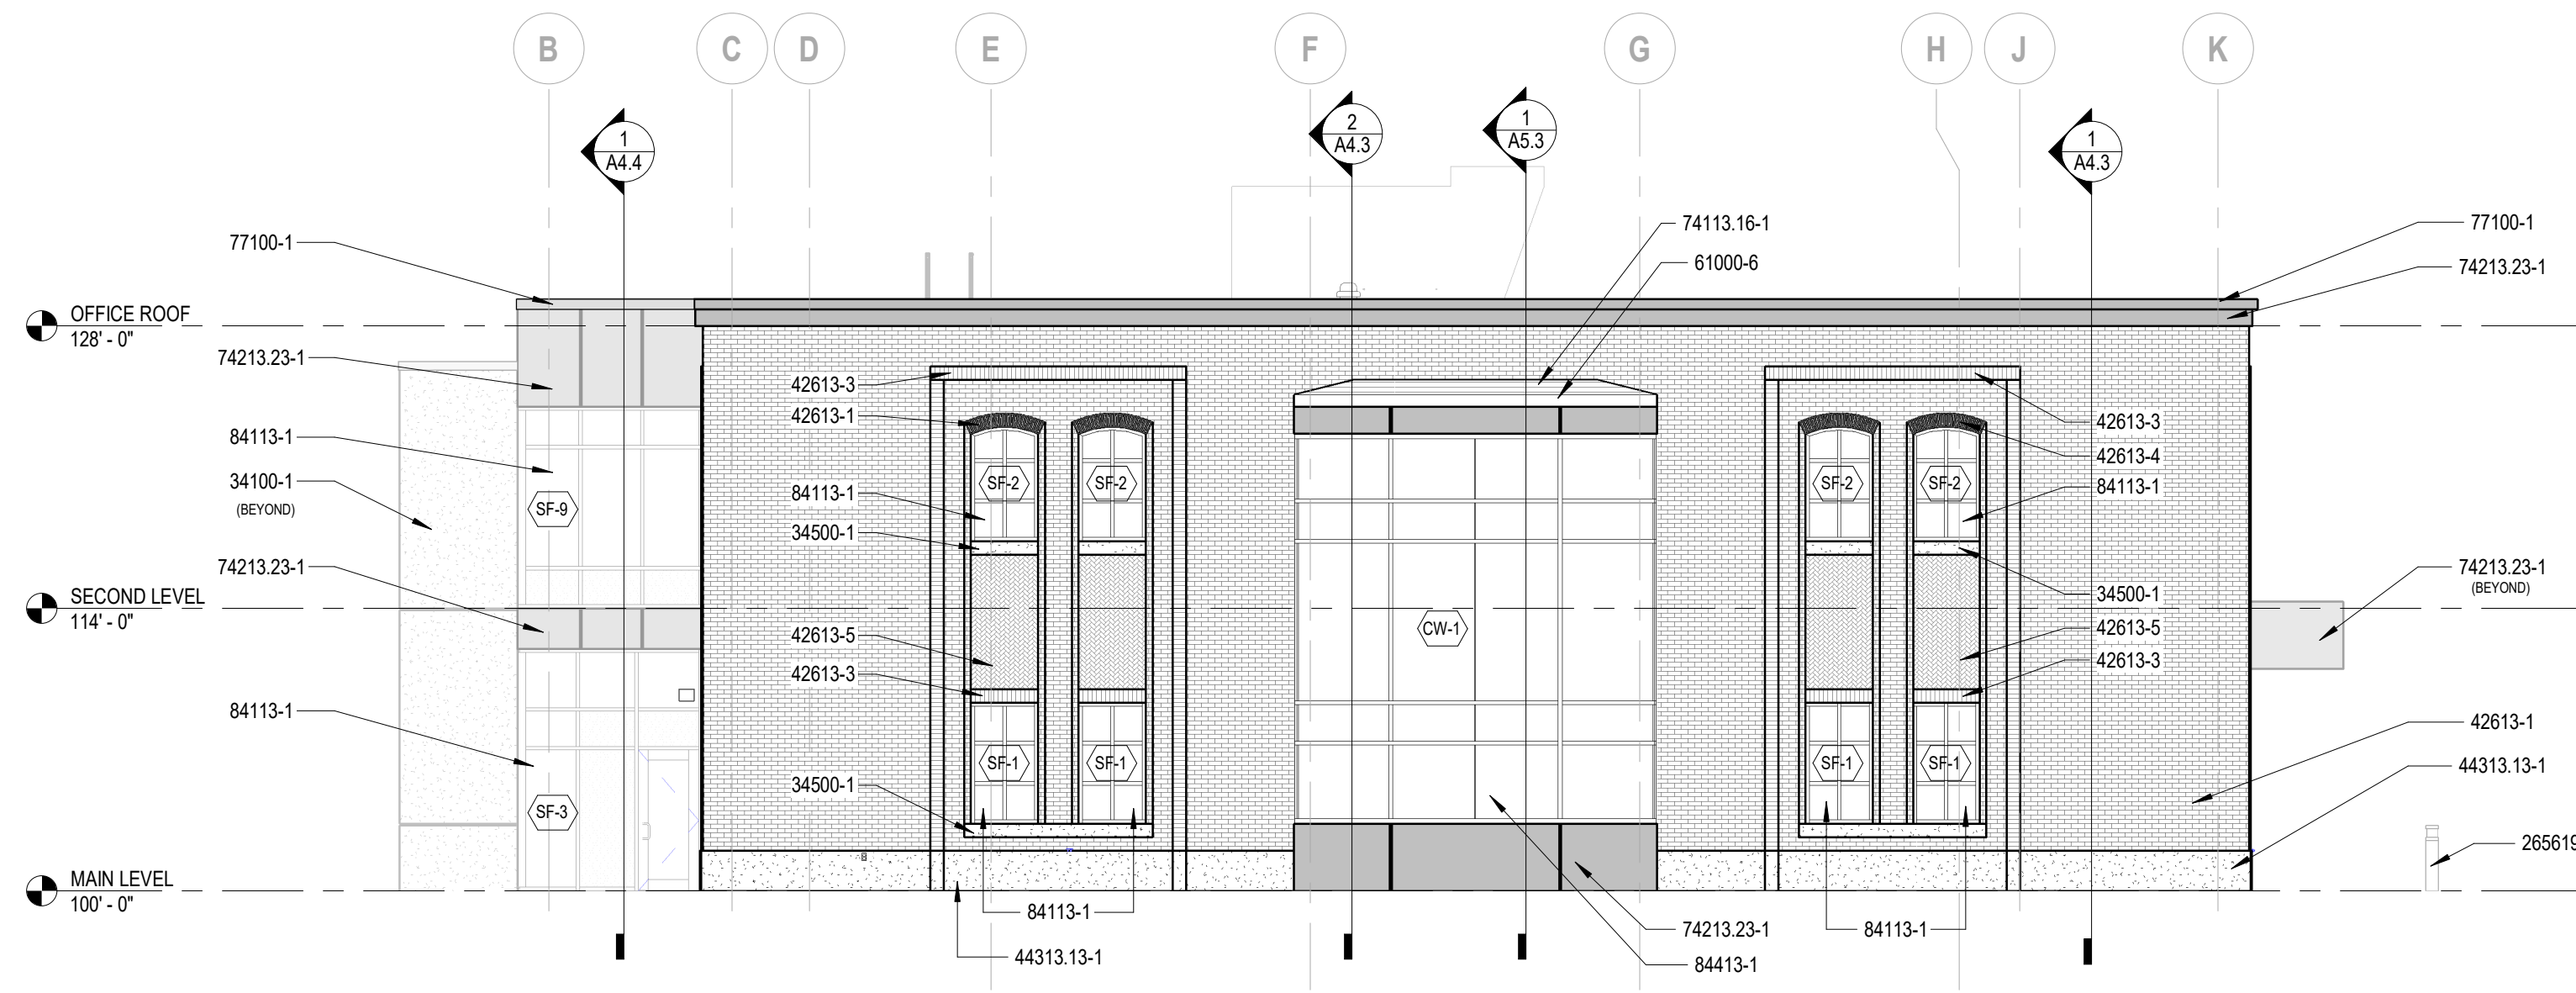 B
C
D
E
F
G
H
J
K
1
A4.4
2
A4.3
1
A5.3
1
A4.3
77100-1
74113.16-1
61000-6
77100-1
74213.23-1
OFFICE ROOF
128' - 0"
74213.23-1
42613-3
42613-1
84113-1
34100-1
(BEYOND)
SF-9
SF-2
SF-2
SF-2
SF-2
42613-3
42613-4
84113-1
84113-1
34500-1
74213.23-1
SECOND LEVEL
114' - 0"
34500-1
74213.23-1
(BEYOND)
CW-1
42613-5
42613-3
42613-5
42613-3
84113-1
42613-1
SF-1
SF-1
SF-1
SF-1
44313.13-1
34500-1
SF-3
265619
MAIN LEVEL
100' - 0"
84113-1
84113-1
44313.13-1
74213.23-1
84413-1